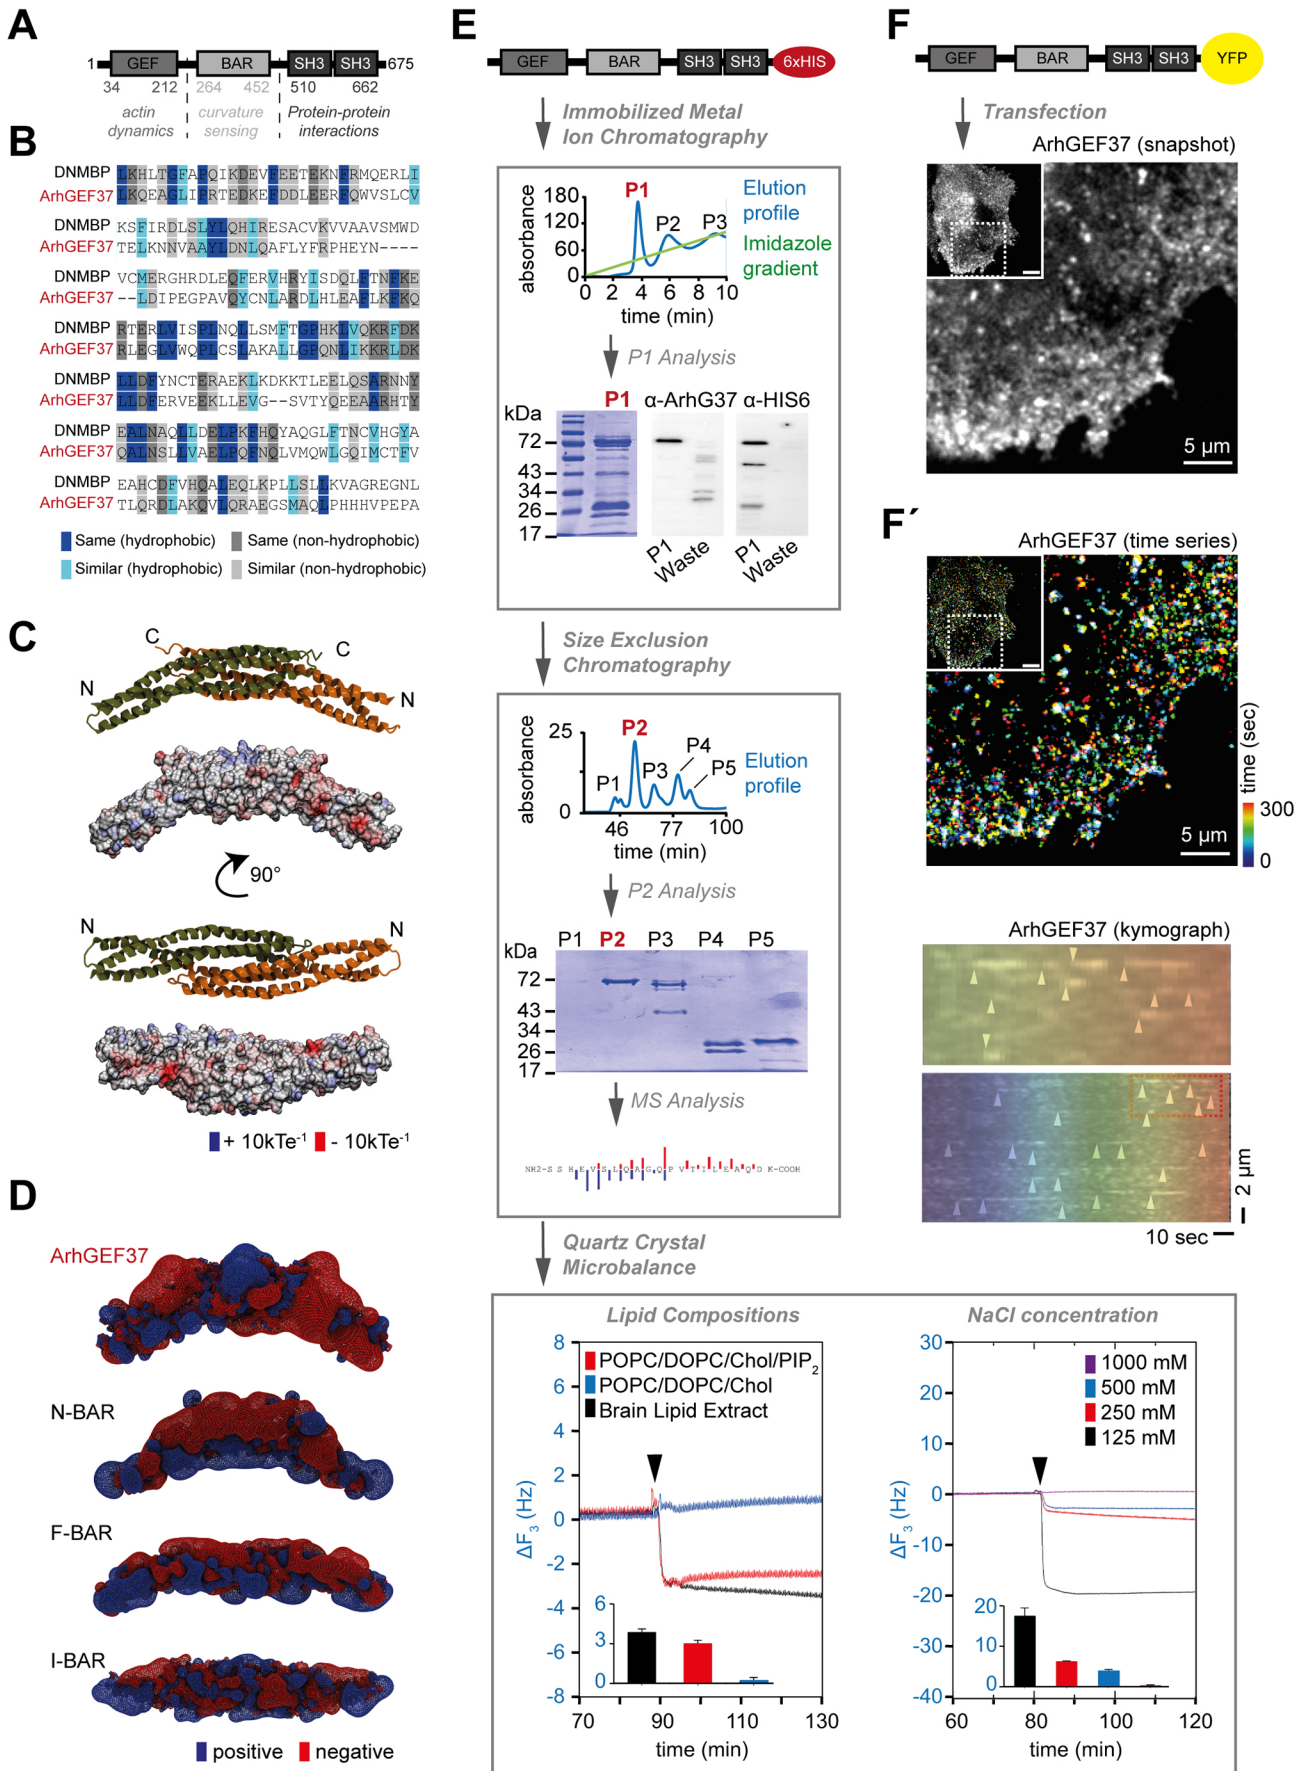 A
1
GEF
BAR
SH3
SH3
675
34
212
264
452
510
662
actin
dynamics
curvature
sensing
Protein-protein
interactions
B
DNMBP LKHLTGFAPQIKDEVFEETEKNFRMQERLI
ArhGEF37 LKQEAGLIPRTEDKEFDDLEERFQWVSLCV
DNMBP KSFIRDLSLYLQHIRESACVKVVAAVSMWD
ArhGEF37 TELKNNVAAYLDNLQAFLYFRPHEYN----
DNMBP VCMERGHRDLEQFERVHRYISDQLFTNFKE
ArhGEF37 --LDIPEGPAVQYCNLARDLHLEAFLKFKQ
DNMBP RTERLVISPLNQLLSMFTGPHKLVQKRFDK
ArhGEF37 RLEGLVWQPLCSLAKALLGPQNLIKKRLDK
DNMBP LLDFYNCTERAEKLKDKKTLEELQSARNNY
ArhGEF37 LLDFERVEEKLLEVG--SVTYQEEAARHTY
DNMBP EALNAQLLDELPKFHQYAQGLFTNCVHGYA
ArhGEF37 QALNSLLVAELPQFNQLVMQWLGQIMCTFV
DNMBP EAHCDFVHQALEQLKPLLSLLKVAGREGNL
ArhGEF37 TLQRDLAKQVLQRAEGSMAQLPHHHVPEPA
Same (hydrophobic)
Same (non-hydrophobic)
Similar (hydrophobic)
Similar (non-hydrophobic)
C
C
C
N
N
90°
N
N
+ 10kTe-1
- 10kTe-1
D
ArhGEF37
N-BAR
F-BAR
I-BAR
positive
negative
E
GEF
BAR
SH3
SH3
6xHIS
Immobilized Metal
Ion Chromatography
absorbance
180
120
60
0
P1
P2
P3
Elution
profile
Imidazole
gradient
0 2 4 6 8 10
time (min)
P1 Analysis
kDa
P1
α-ArhG37
α-HIS6
72
43
34
26
17
P1
Waste
P1
Waste
Size Exclusion
Chromatography
absorbance
25
0
P1
P2
P3
P4
P5
Elution
profile
46 77 100
time (min)
P2 Analysis
kDa
P1 P2 P3 P4 P5
72
43
34
26
17
MS Analysis
NH2-S S H E V S L Q A G Q P V T I L E A Q D K-COOH
Quartz Crystal
Microbalance
Lipid Compositions
8
6
4
2
0
-2
-4
-6
-8
ΔF3 (Hz)
POPC/DOPC/Chol/PIP2
POPC/DOPC/Chol
Brain Lipid Extract
6
3
0
70 90 110 130
time (min)
NaCl concentration
30
20
10
0
-10
-20
-30
-40
ΔF3 (Hz)
1000 mM
500 mM
250 mM
125 mM
20
10
0
60 80 100 120
time (min)
F
GEF
BAR
SH3
SH3
YFP
Transfection
ArhGEF37 (snapshot)
5 µm
F´
ArhGEF37 (time series)
5 µm
time (sec)
300
0
ArhGEF37 (kymograph)
2 µm
10 sec